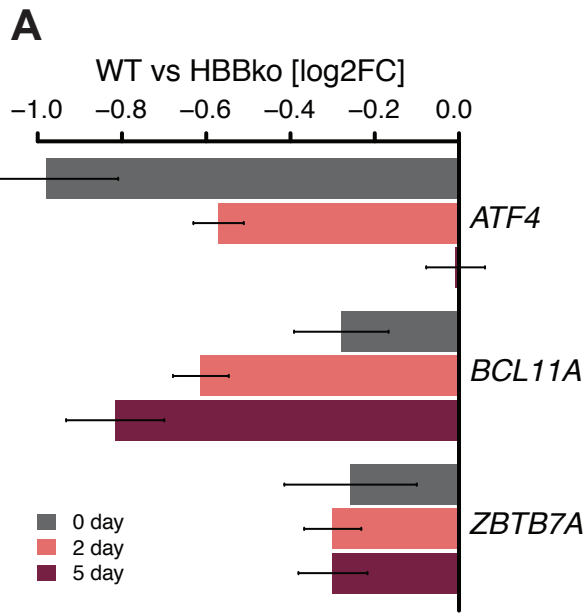 A
WT vs HBBko [log2FC]
−1.0 −0.8 −0.6 −0.4 −0.2 0.0
ATF4
BCL11A
ZBTB7A
0 day
2 day
5 day